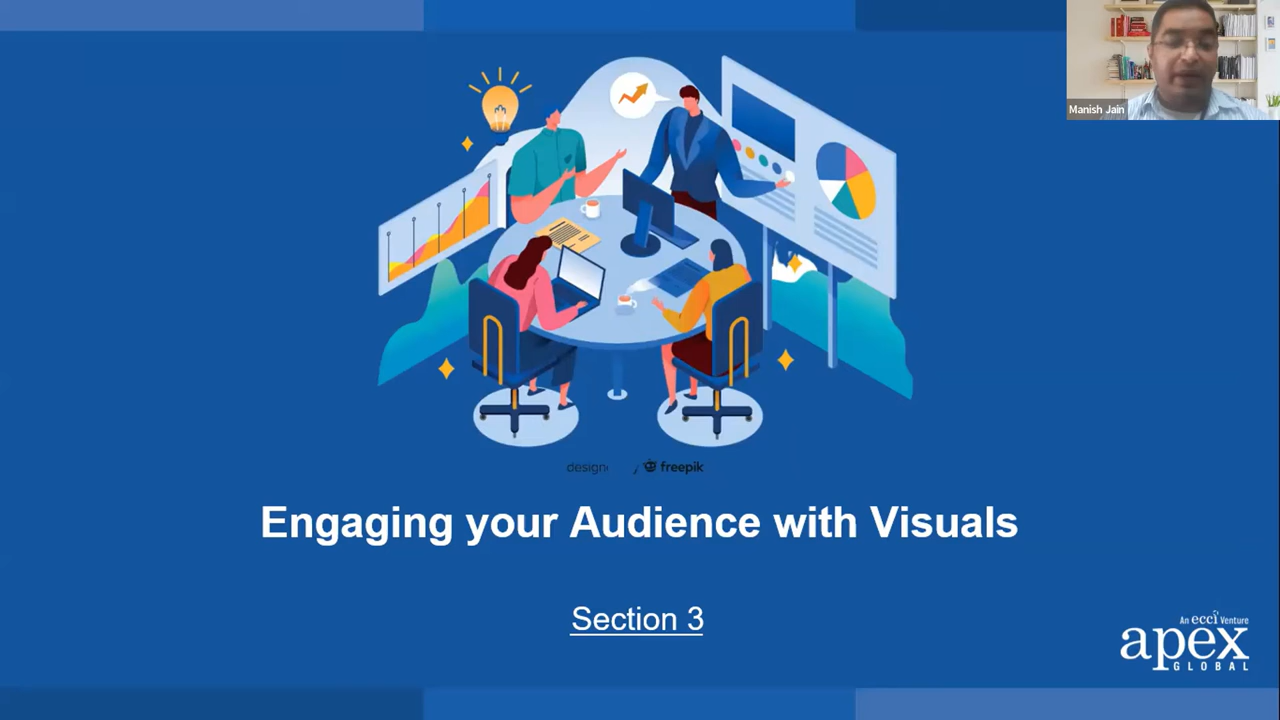 Manish Jain
freepik
Engaging your Audience with Visuals
Section 3
An ecci Venture
apex
GLOBAL